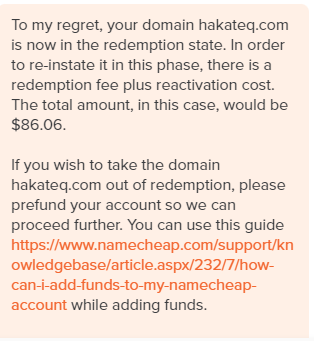 To my regret, your domain hakateq.com
is now in the redemption state. In order
to re-instate it in this phase, there is a
redemption fee plus reactivation cost.
The total amount, in this case, would be
$86.06.
If you wish to take the domain
hakateq.com out of redemption, please
prefund your account so we can
proceed further. You can use this guide
https://www.namecheap.com/support/kn
owledgebase/article.aspx/232/7/how-
can-i-add-funds-to-my-namecheap-
account while adding funds.